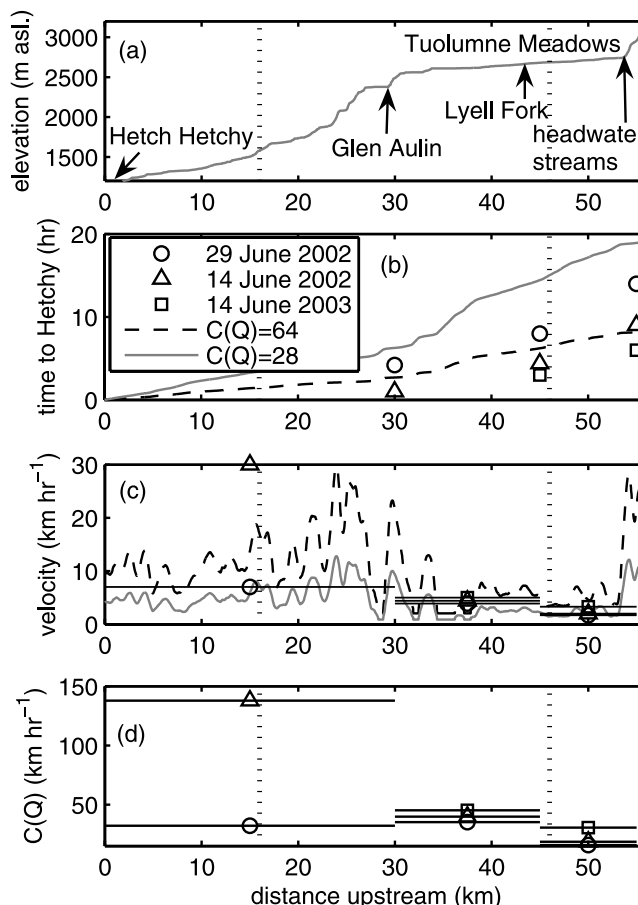 3000
2500
2000
1500
elevation (m asl.)
(a)
Tuolumne Meadows
Hetch Hetchy
Glen Aulin
Lyell Fork
headwate
streams
0 10 20 30 40 50
20
10
0
time to Hetchy (hr)
29 June 2002
14 June 2002
14 June 2003
C(Q)=64
C(Q)=28
(b)
0 10 20 30 40 50
30
20
10
0
velocity (km hr⁻¹)
(c)
0 10 20 30 40 50
150
100
50
C(Q) (km hr⁻¹)
(d)
0 10 20 30 40 50
distance upstream (km)